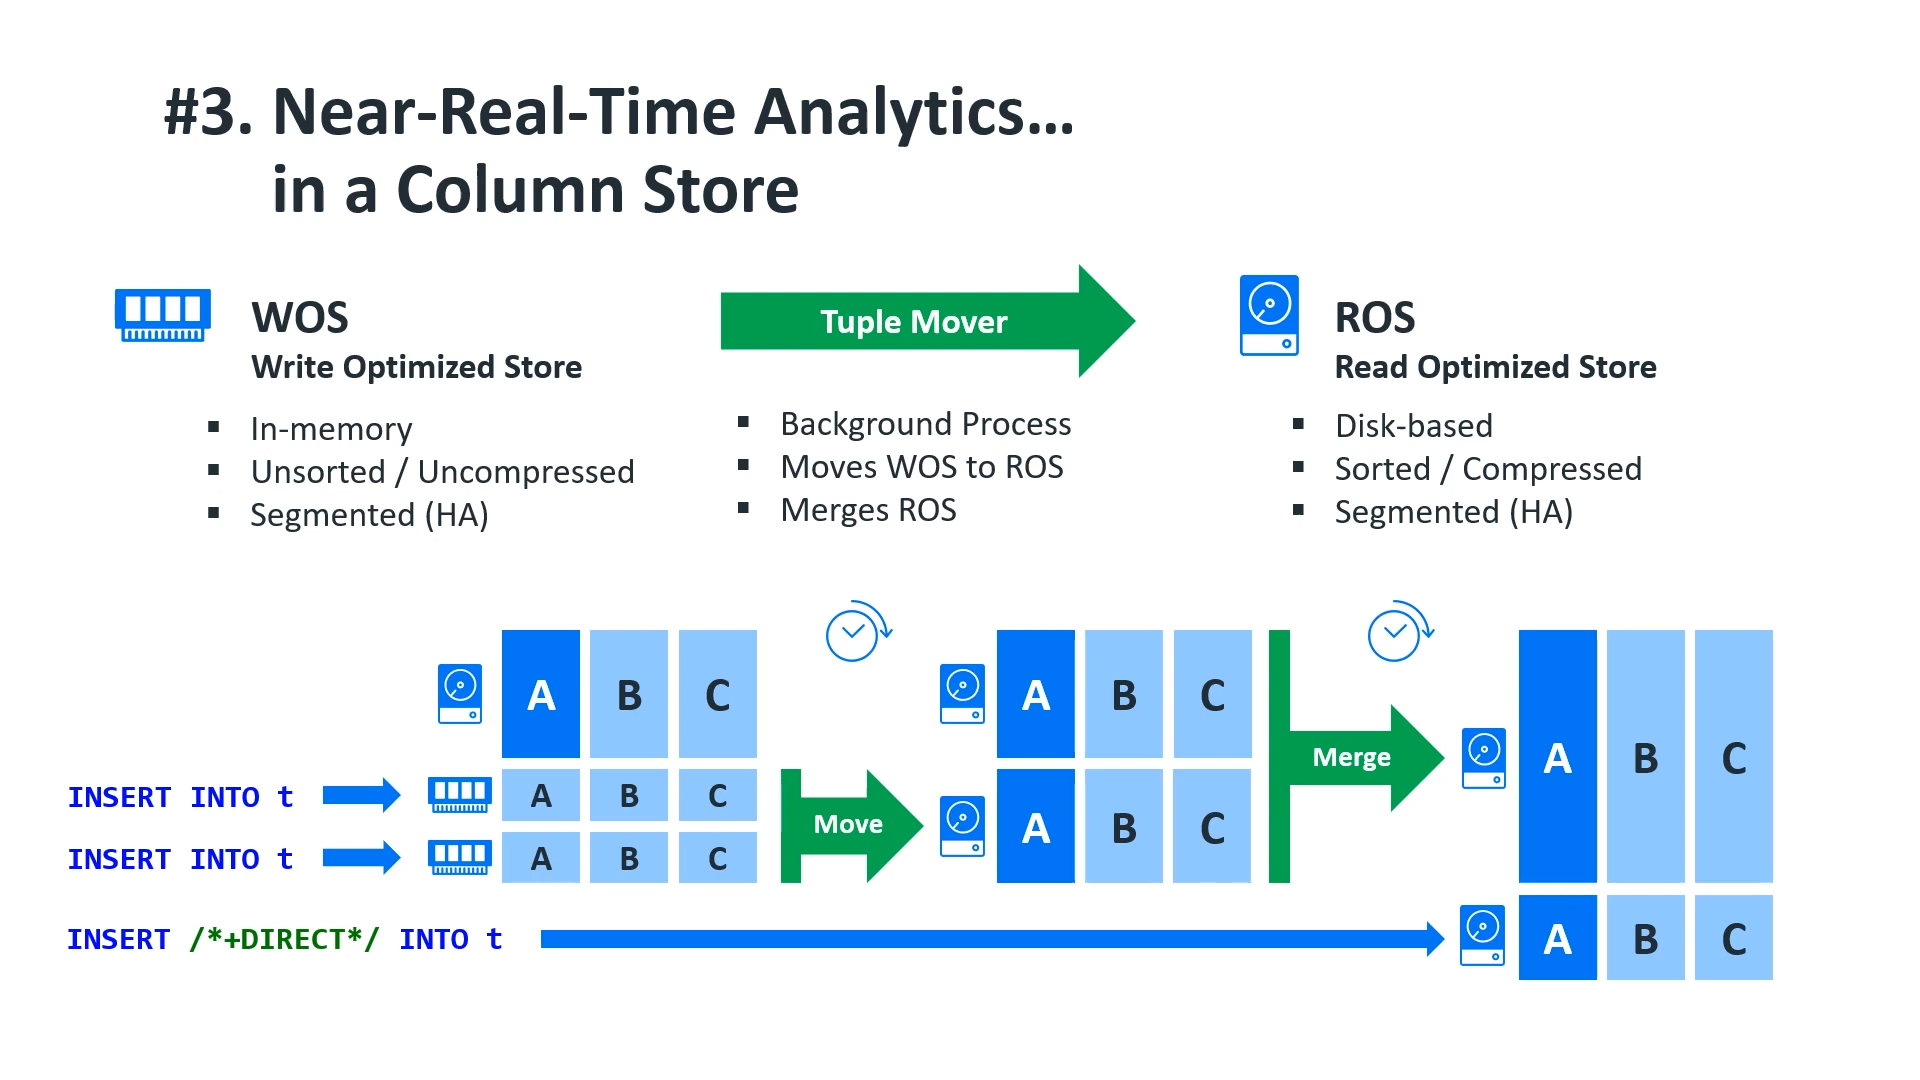 #3. Near-Real-Time Analytics...
in a Column Store
WOS
Write Optimized Store
▪ In-memory
▪ Unsorted / Uncompressed
▪ Segmented (HA)
Tuple Mover
▪ Background Process
▪ Moves WOS to ROS
▪ Merges ROS
ROS
Read Optimized Store
▪ Disk-based
▪ Sorted / Compressed
▪ Segmented (HA)
A B C
INSERT INTO t
A B C
INSERT INTO t
A B C
Move
A B C
A B C
Merge
A B C
INSERT /*+DIRECT*/ INTO t
A B C